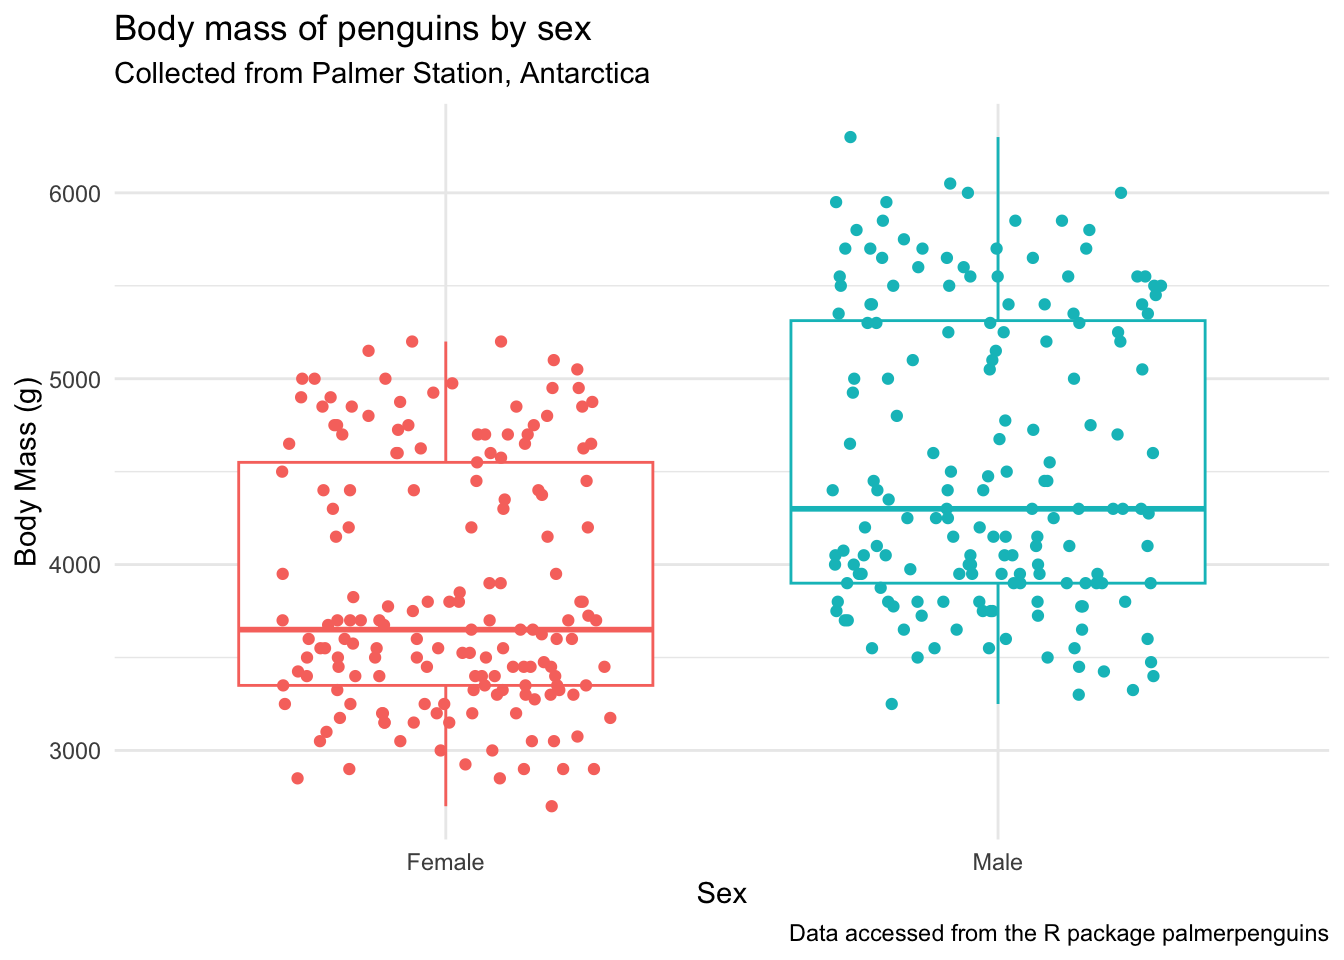 Body mass of penguins by sex
Collected from Palmer Station, Antarctica
6000
5000
4000
3000
Body Mass (g)
Female
Male
Sex
Data accessed from the R package palmerpenguins